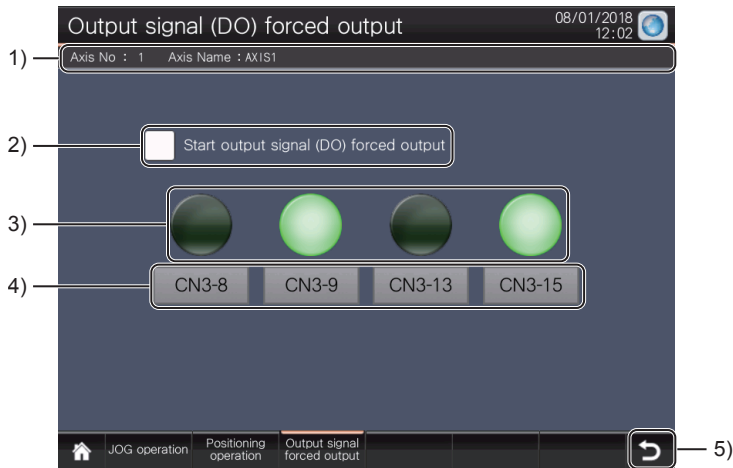 Output signal (DO) forced output
08/01/2018
12:02
1)
Axis No : 1 Axis Name : AXIS1
2)
Start output signal (DO) forced output
3)
4)
CN3-8 CN3-9 CN3-13 CN3-15
JOG operation
Positioning
operation
Output signal
forced output
5)